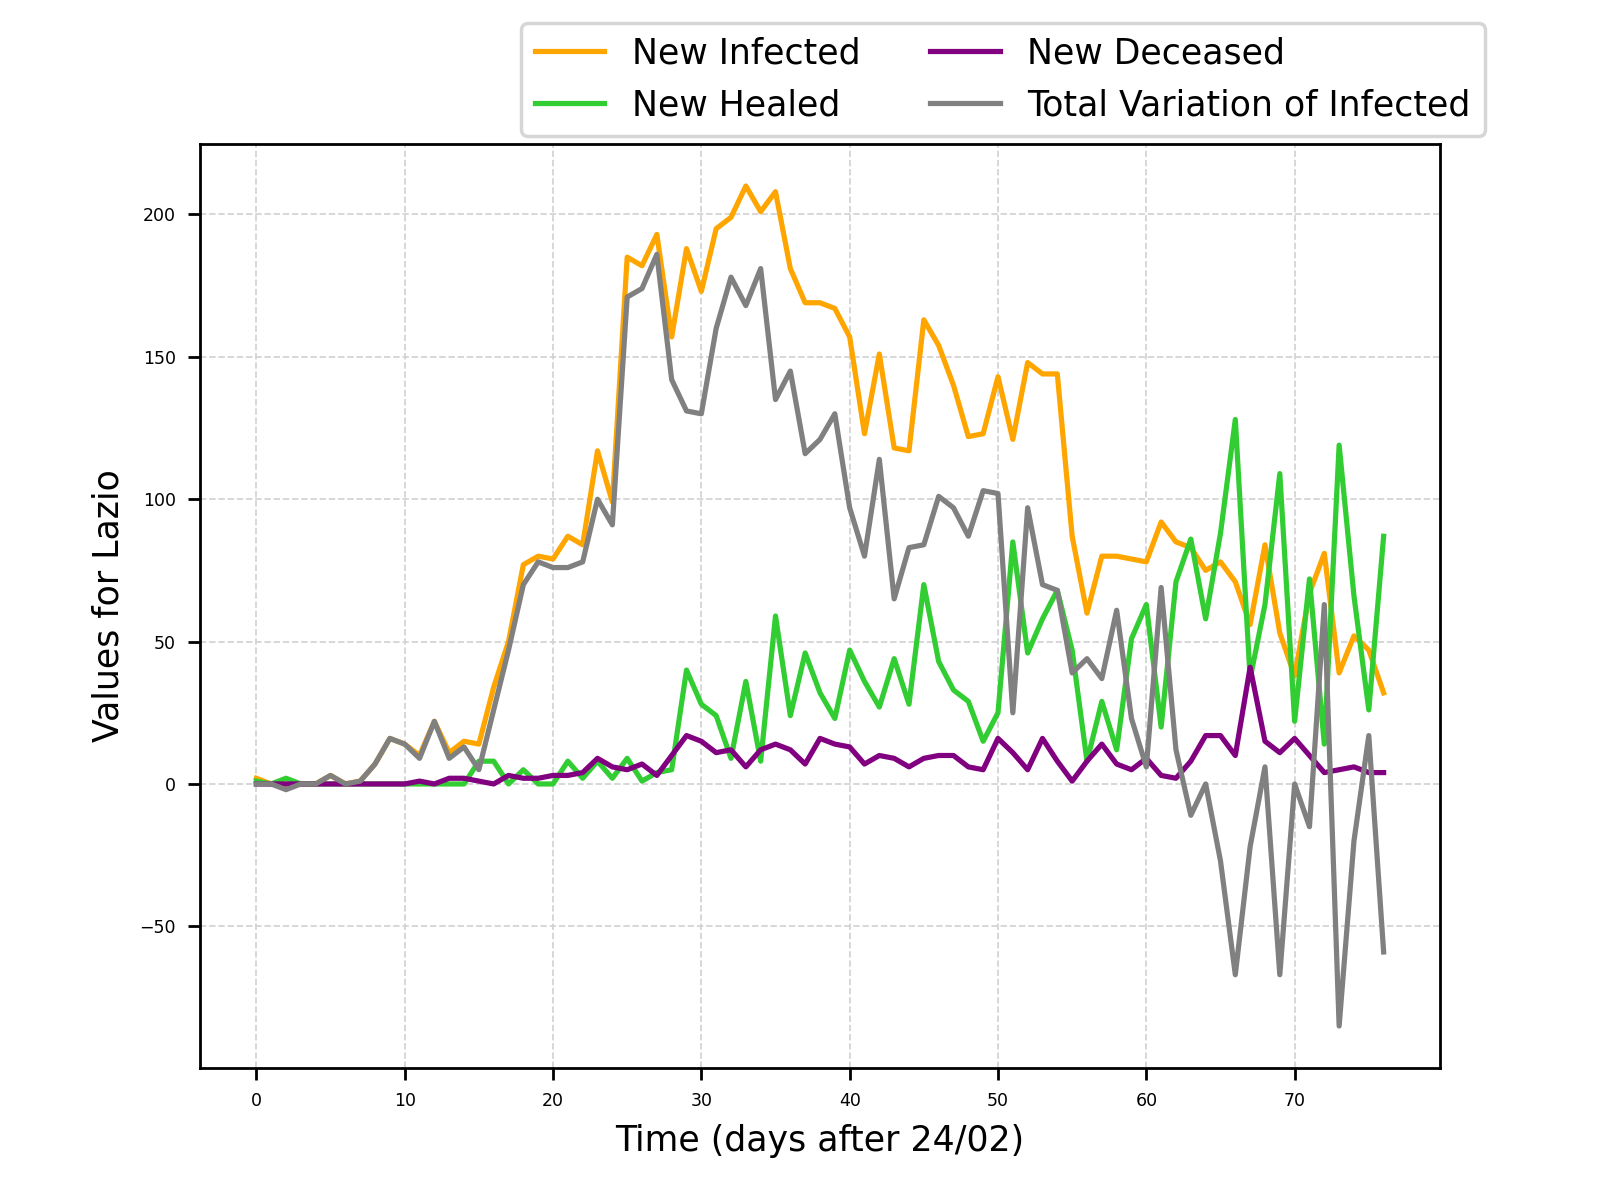 New Infected
New Healed
New Deceased
Total Variation of Infected
Values for Lazio
200
150
100
50
0
−50
0 10 20 30 40 50 60 70
Time (days after 24/02)